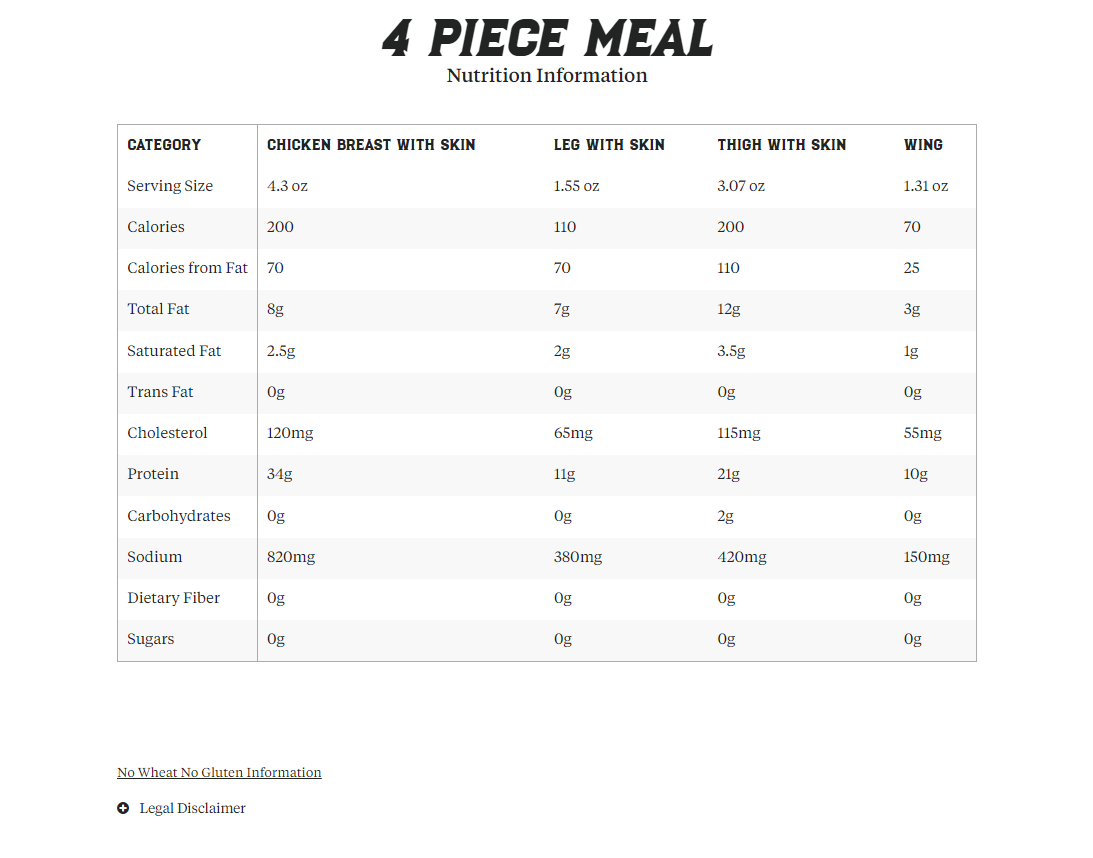 4 PIECE MEAL
Nutrition Information
CATEGORY CHICKEN BREAST WITH SKIN LEG WITH SKIN THIGH WITH SKIN WING
Serving Size 4.3 oz 1.55 oz 3.07 oz 1.31 oz
Calories 200 110 200 70
Calories from Fat 70 70 110 25
Total Fat 8g 7g 12g 3g
Saturated Fat 2.5g 2g 3.5g 1g
Trans Fat 0g 0g 0g 0g
Cholesterol 120mg 65mg 115mg 55mg
Protein 34g 11g 21g 10g
Carbohydrates 0g 0g 2g 0g
Sodium 820mg 380mg 420mg 150mg
Dietary Fiber 0g 0g 0g 0g
Sugars 0g 0g 0g 0g
No Wheat No Gluten Information
Legal Disclaimer